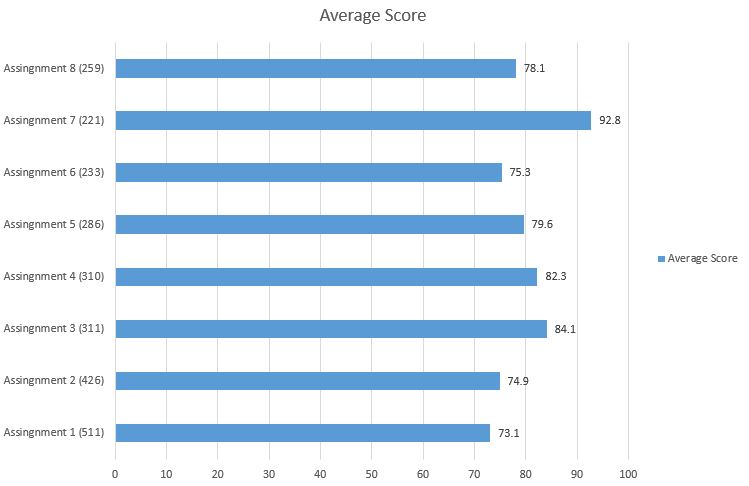 Average Score
Assingnment 8 (259)
78.1
Assingnment 7 (221)
92.8
Assingnment 6 (233)
75.3
Assingnment 5 (286)
79.6
Assingnment 4 (310)
82.3
Assingnment 3 (311)
84.1
Assingnment 2 (426)
74.9
Assingnment 1 (511)
73.1
0 10 20 30 40 50 60 70 80 90 100
Average Score